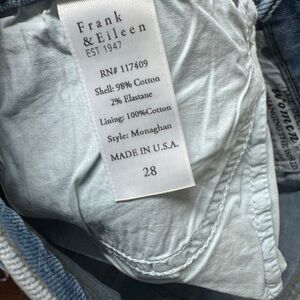 Frank
& Eileen
EST 1947
RN# 117409
Shell: 98% Cotton
2% Elastane
Lining: 100%Cotton
Style: Monaghan
MADE IN U.S.A.
28
Women